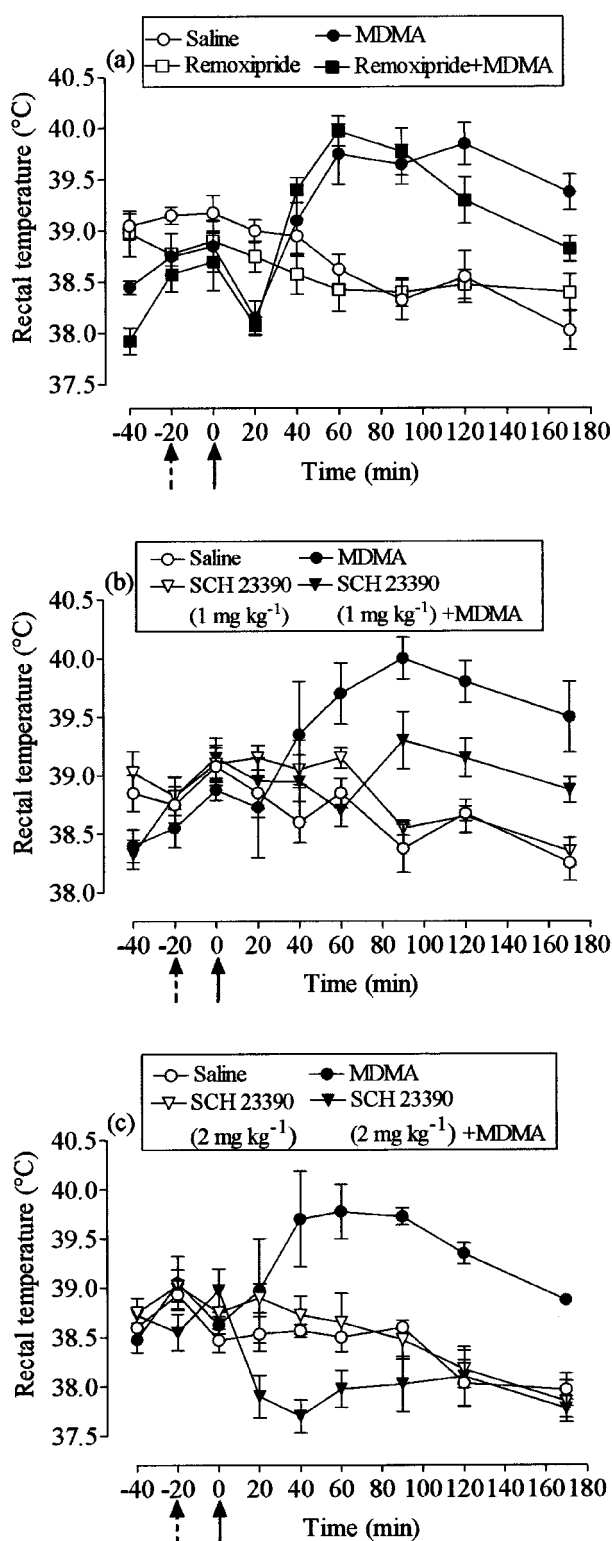 (a)
Saline MDMA
Remoxipride Remoxipride+MDMA
40.5
40.0
39.5
39.0
38.5
38.0
37.5
Rectal temperature (°C)
-40 -20 0 20 40 60 80 100 120 140 160 180
Time (min)
(b)
Saline MDMA
SCH 23390 SCH 23390
(1 mg kg⁻¹) (1 mg kg⁻¹) +MDMA
40.5
40.0
39.5
39.0
38.5
38.0
Rectal temperature (°C)
-40 -20 0 20 40 60 80 100 120 140 160 180
Time (min)
(c)
Saline MDMA
SCH 23390 SCH 23390
(2 mg kg⁻¹) (2 mg kg⁻¹) +MDMA
40.5
40.0
39.5
39.0
38.5
38.0
37.5
Rectal temperature (°C)
-40 -20 0 20 40 60 80 100 120 140 160 180
Time (min)